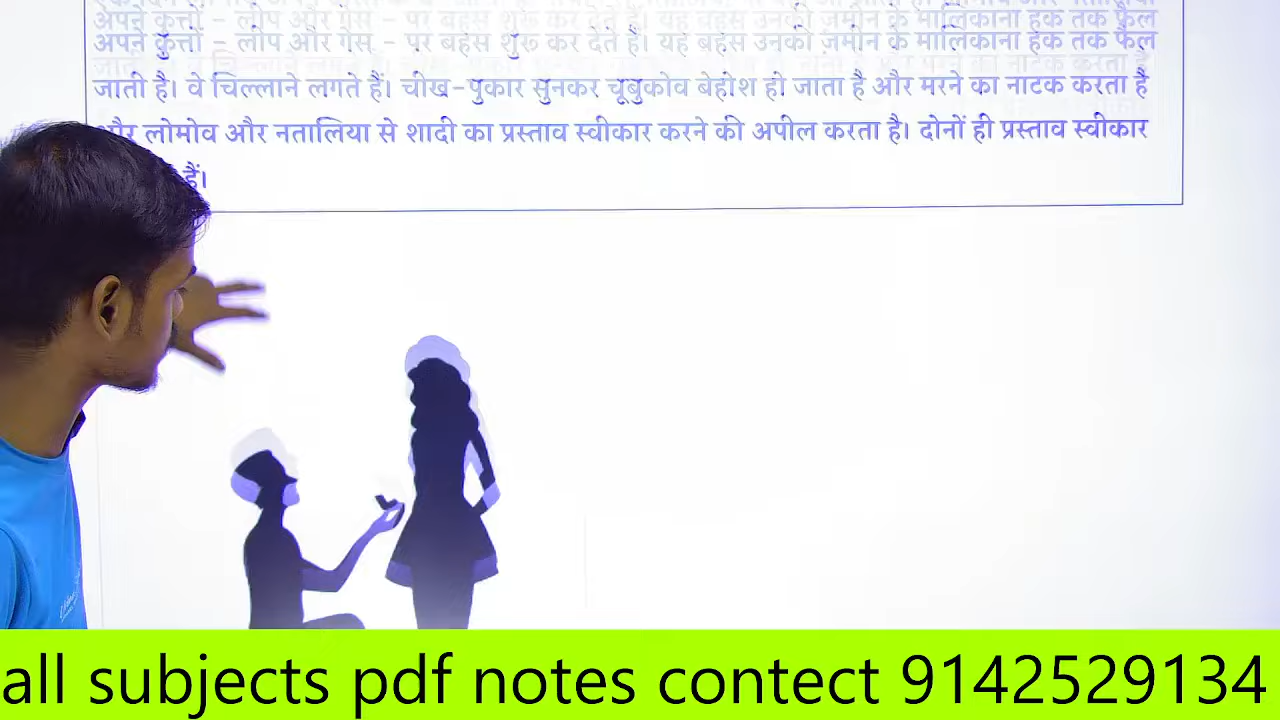 अपने कुत्तों – लीप और गेस – पर बहस शुरू कर देते हैं। यह बहस उनकी ज़मीन के मालिकाना हक तक फैल
जाती है। वे चिल्लाने लगते हैं। चीख-पुकार सुनकर चूबुकोव बेहोश हो जाता है और मरने का नाटक करता है
और लोमोव और नतालिया से शादी का प्रस्ताव स्वीकार करने की अपील करता है। दोनों ही प्रस्ताव स्वीकार
हैं।
all subjects pdf notes contect 9142529134